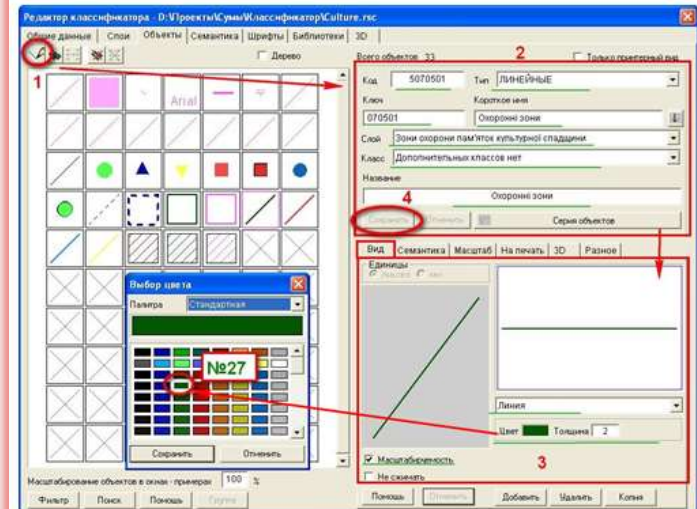 Редактор классификатора - D:\Проекты\Сумы\Классификатор\Culture.rsc
Общие данные Слои Объекты Семантика Шрифты Библиотеки 3D
Дерево
Всего объектов 33
Только принтерный вид
1
2
Arial
Код 5070501 Тип ЛИНЕЙНЫЕ
Ключ Короткое имя
070501 Охоронні зони
Слой Зони охорони пам'яток культурної спадщини
Класс Дополнительных классов нет
Название
4
Охоронні зони
Сохранить Отменить Серия объектов
Вид Семантика Масштаб На печать 3D Разное
Единицы
Выбор цвета
Палитра Стандартная
№27
Сохранить Отменить
Линия
Цвет Толщина 2
3
Масштабируемость
Не сжимать
Масштабирование объектов в окнах - примерах 100 %
Фильтр Поиск Помощь Группа
Помощь Отменить Добавить Удалить Копия